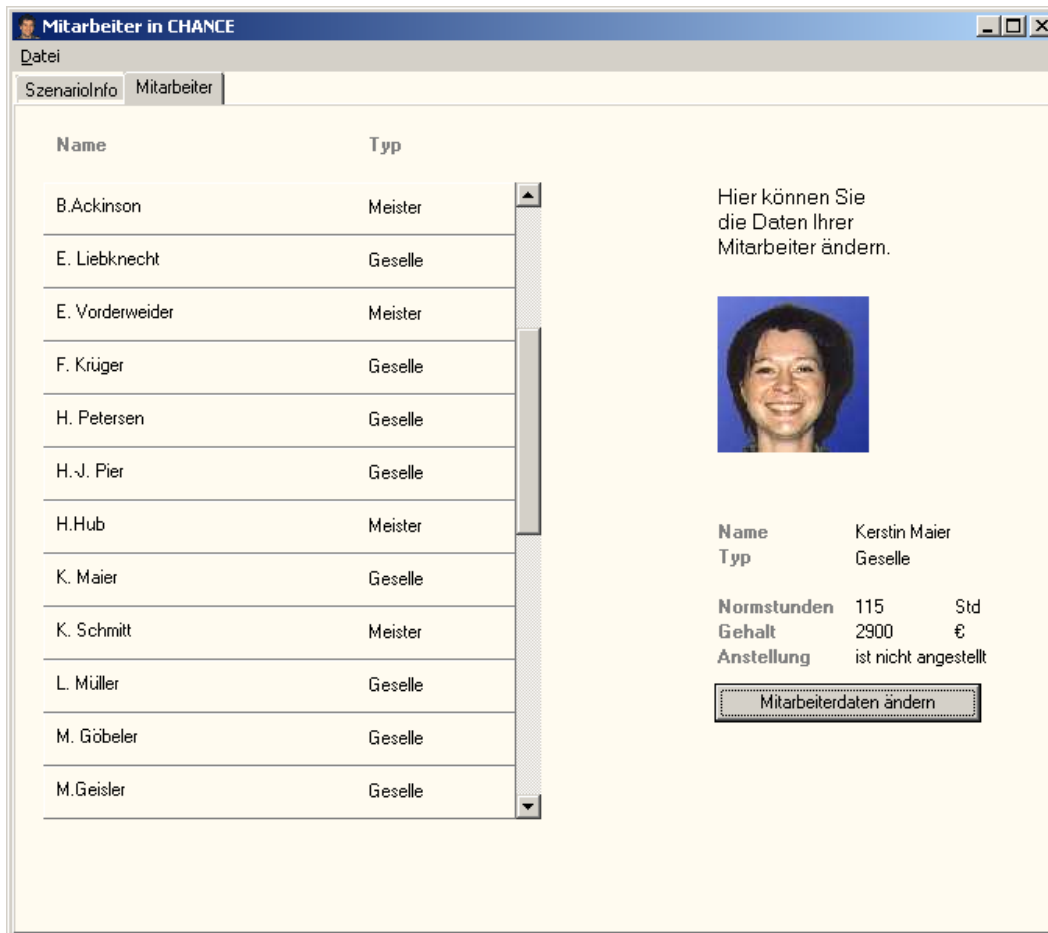 Mitarbeiter in CHANCE
Datei
SzenarioInfo Mitarbeiter
Name Typ
B.Ackinson Meister
E. Liebknecht Geselle
E. Vorderweider Meister
F. Krüger Geselle
H. Petersen Geselle
H.-J. Pier Geselle
H.Hub Meister
K. Maier Geselle
K. Schmitt Meister
L. Müller Geselle
M. Göbeler Geselle
M.Geisler Geselle
Hier können Sie
die Daten Ihrer
Mitarbeiter ändern.
Name Kerstin Maier
Typ Geselle
Normstunden 115 Std
Gehalt 2900 €
Anstellung ist nicht angestellt
Mitarbeiterdaten ändern